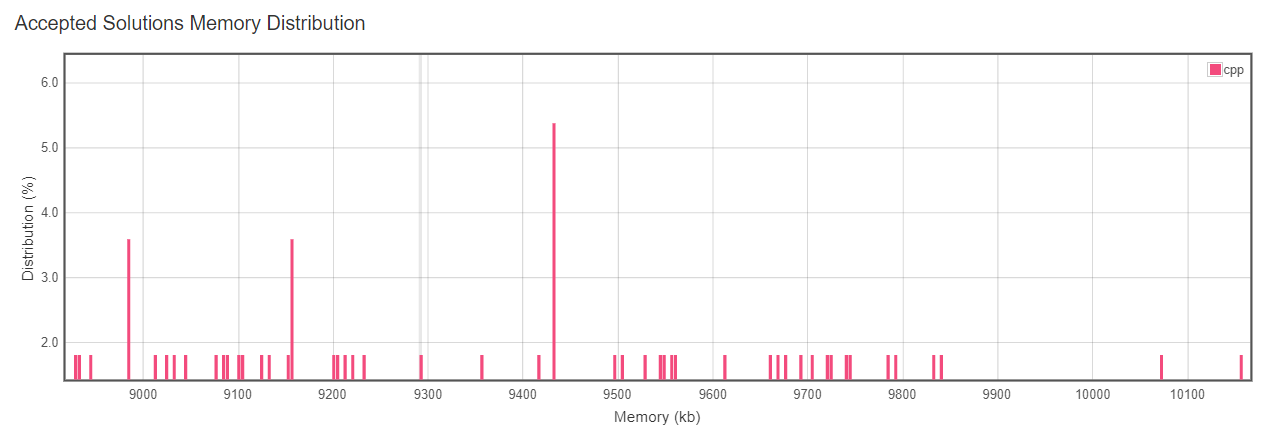 Accepted Solutions Memory Distribution
cpp
6.0
5.0
4.0
3.0
2.0
Distribution (%)
9000 9100 9200 9300 9400 9500 9600 9700 9800 9900 10000 10100
Memory (kb)